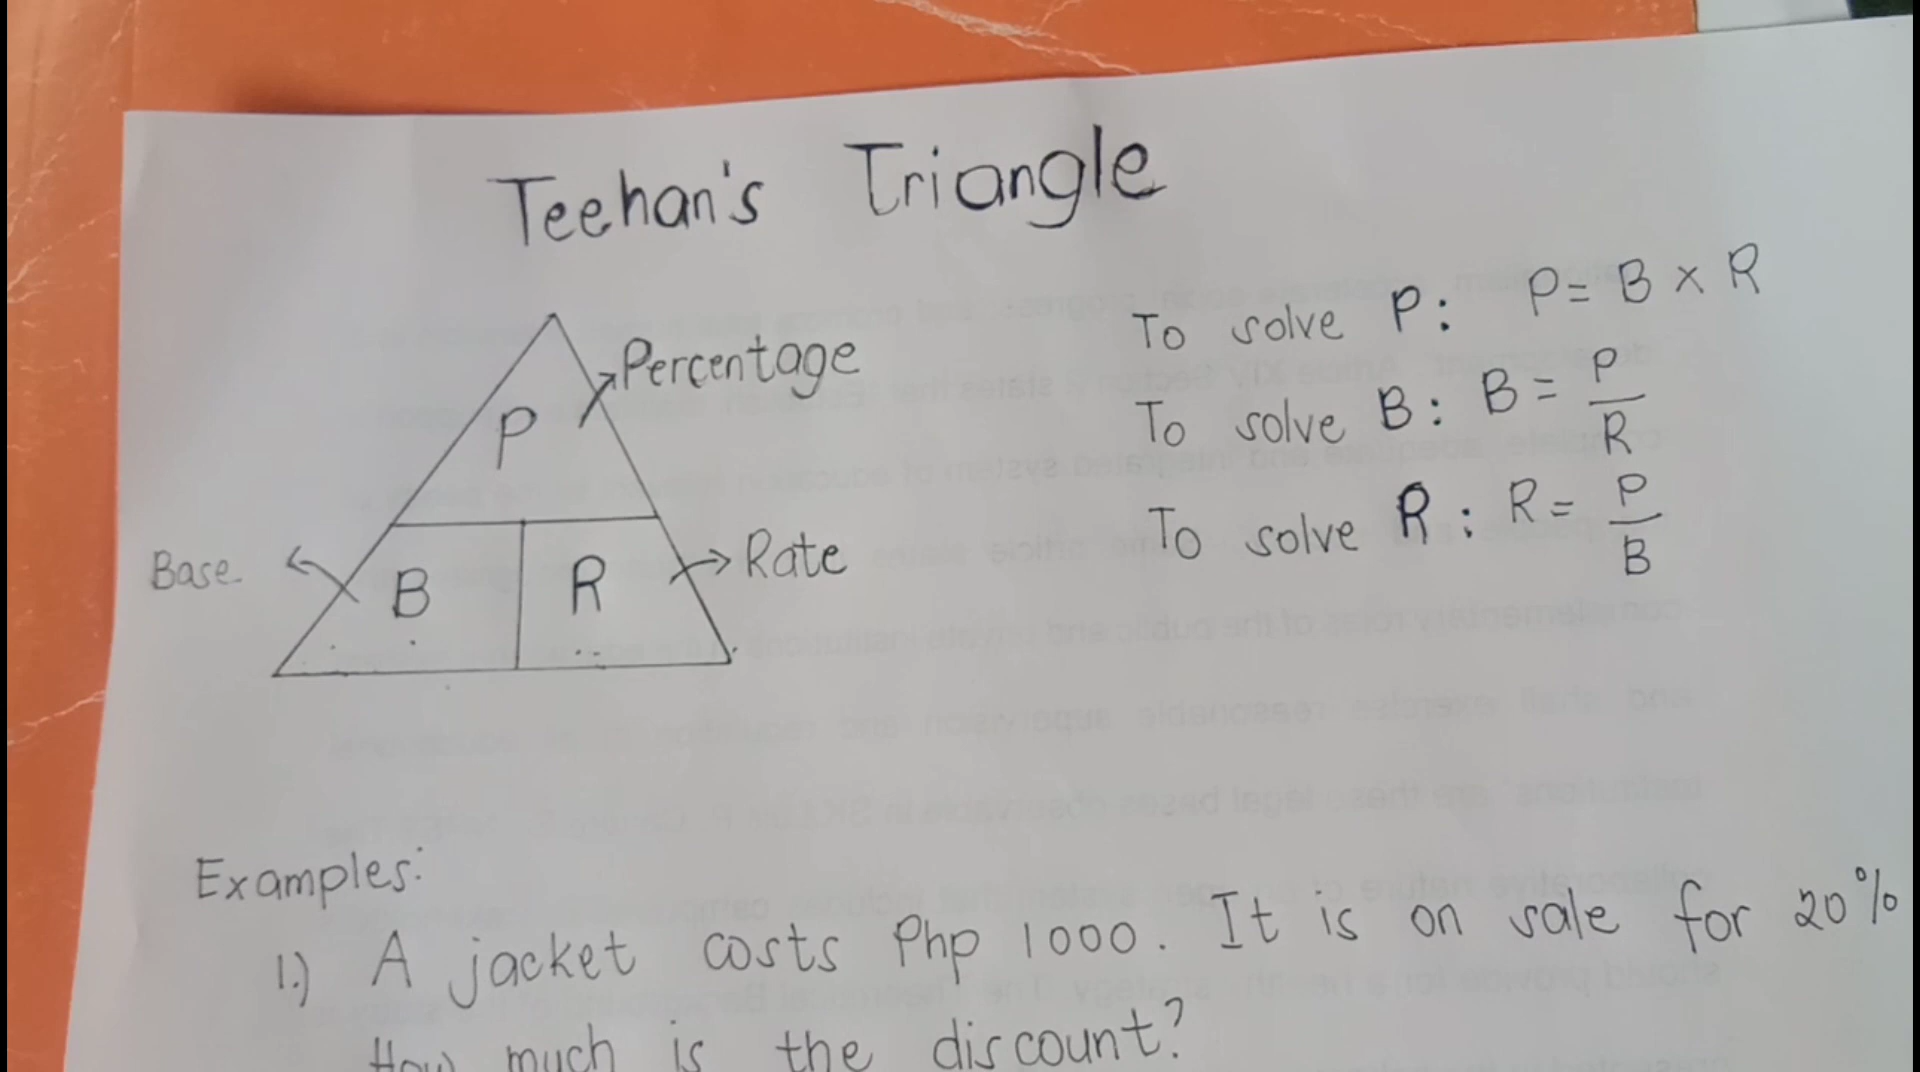 Teehan's Triangle
Percentage
P
Base
B
R
Rate
To solve P: P = B x R
To solve B: B = P/R
To solve R: R = P/B
Examples:
1.) A jacket costs Php 1000. It is on sale for 20%
How much is the discount?